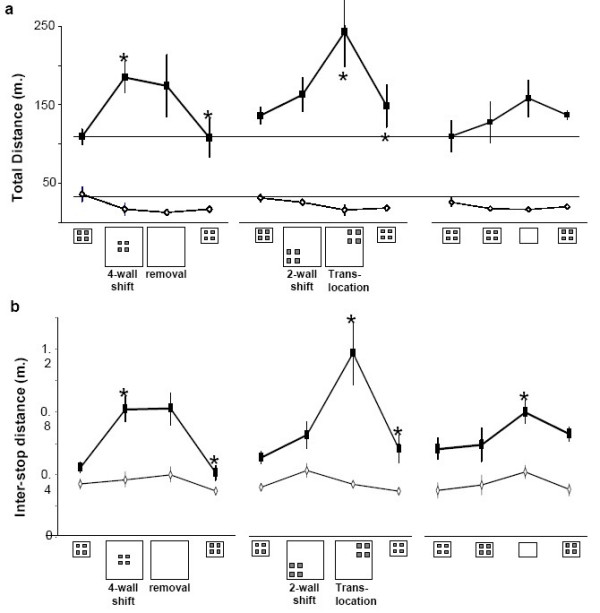 a
250
150
50
Total Distance (m.)
*
*
*
*
4-wall
shift
removal
2-wall
shift
Trans-
location
b
1.
2
0.
8
0.
4
0
Inter-stop distance (m.)
*
*
*
*
*
4-wall
shift
removal
2-wall
shift
Trans-
location